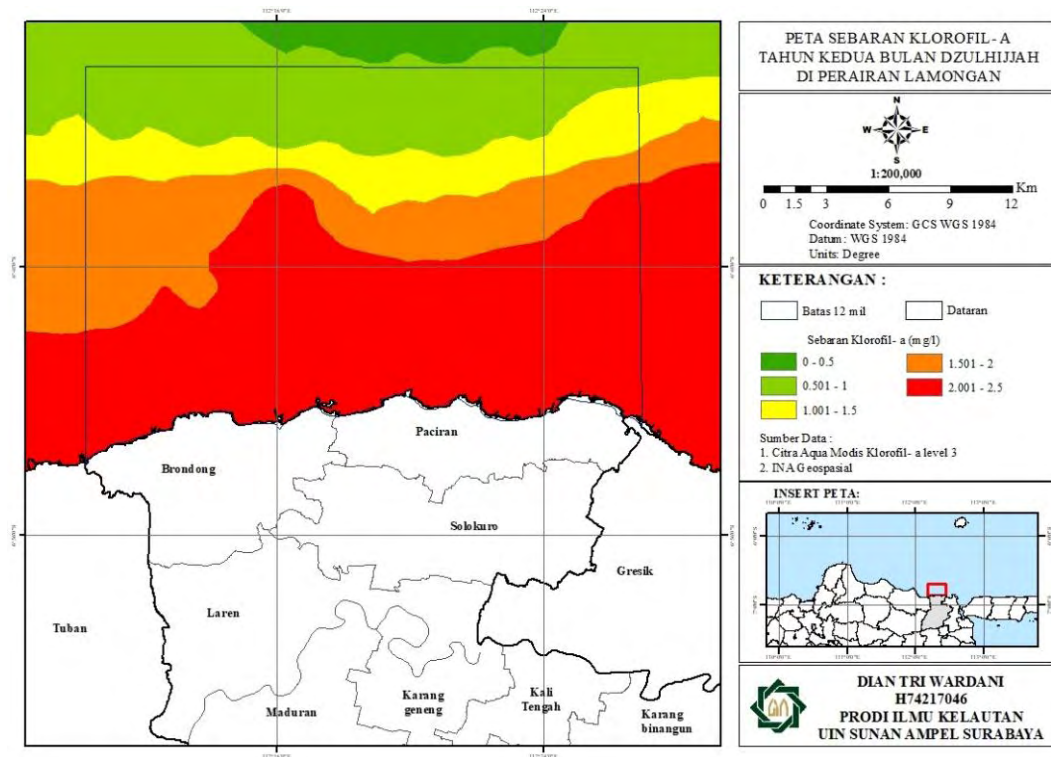 PETA SEBARAN KLOROFIL- A
TAHUN KEDUA BULAN DZULHIJJAH
DI PERAIRAN LAMONGAN
N
W E
S
1:200,000
Km
0 1.5 3 6 9 12
Coordinate System: GCS WGS 1984
Datum : WGS 1984
Units: Degree
KETERANGAN :
Batas 12 mil
Dataran
Sebaran Klorofil- a (mg/l)
0 - 0.5
0.501 - 1
1.001 - 1.5
1.501 - 2
2.001 - 2.5
Sumber Data :
1. Citra Aqua Modis Klorofil- a level 3
2. INA Geospasial
INSERT PETA:
DIAN TRI WARDANI
H74217046
PRODI ILMU KELAUTAN
UIN SUNAN AMPEL SURABAYA
Paciran
Brondong
Solokuro
Gresik
Laren
Tuban
Maduran
Karang
geneng
Kali
Tengah
Karang
binangun